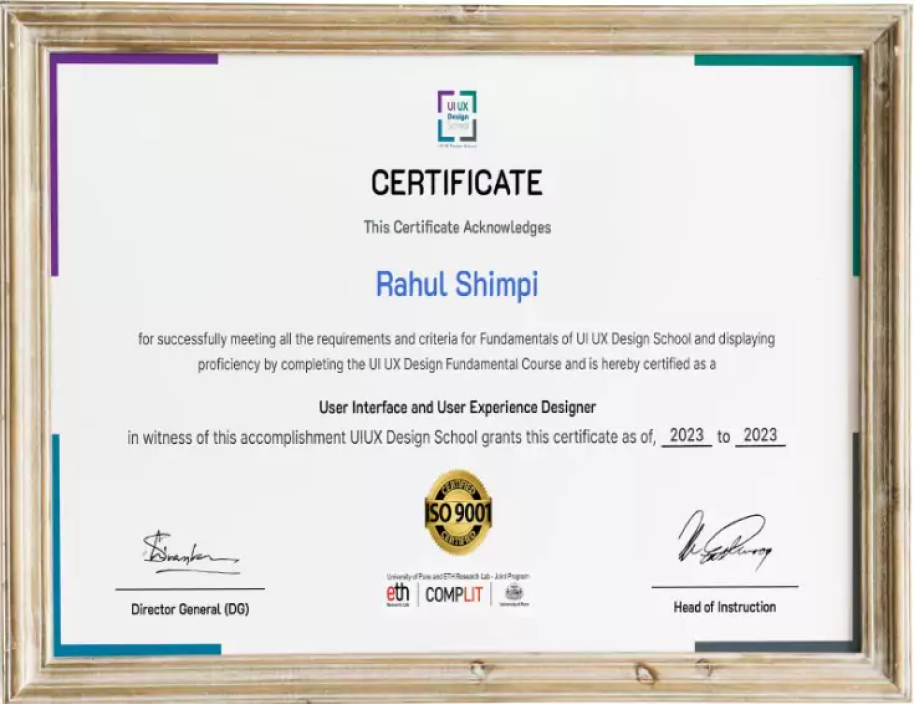 UI UX
Design
School
UI UX Design School
CERTIFICATE
This Certificate Acknowledges
Rahul Shimpi
for successfully meeting all the requirements and criteria for Fundamentals of UI UX Design School and displaying
proficiency by completing the UI UX Design Fundamental Course and is hereby certified as a
User Interface and User Experience Designer
in witness of this accomplishment UIUX Design School grants this certificate as of, 2023 to 2023
CERTIFIED
ISO 9001
CERTIFIED
University of Pune and ETH Research Lab - Joint Program
eth
Research Lab
COMPLIT
University of Pune
Director General (DG)
Head of Instruction